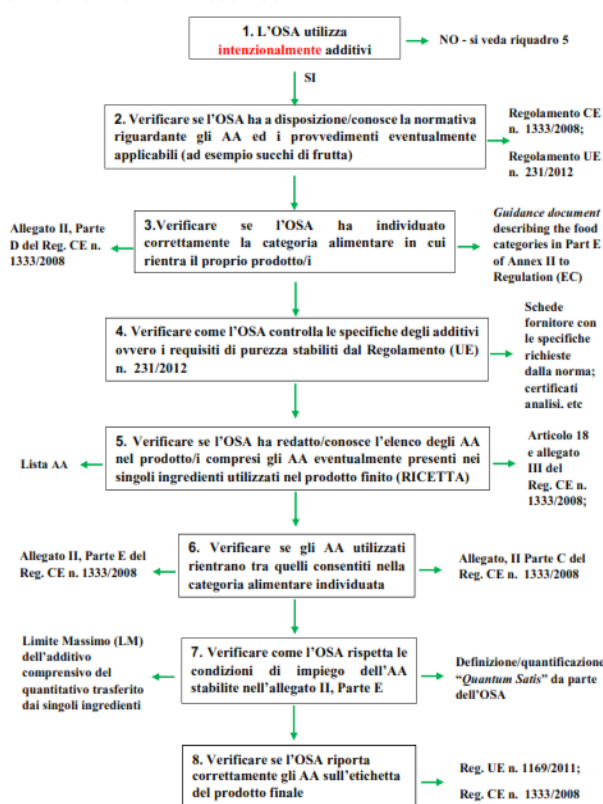 1. L'OSA utilizza
intenzionalmente additivi
NO - si veda riquadro 5
SI
2. Verificare se l'OSA ha a disposizione/conosce la normativa
riguardante gli AA ed i provvedimenti eventualmente
applicabili (ad esempio succhi di frutta)
Regolamento CE
n. 1333/2008;
Regolamento UE
n. 231/2012
Allegato II, Parte
D del Reg. CE n.
1333/2008
3.Verificare se l'OSA ha individuato
correttamente la categoria alimentare in cui
rientra il proprio prodotto/i
Guidance document
describing the food
categories in Part E
of Annex II to
Regulation (EC)
4. Verificare come l'OSA controlla le specifiche degli additivi
ovvero i requisiti di purezza stabiliti dal Regolamento (UE)
n. 231/2012
Schede
fornitore con
le specifiche
richieste
dalla norma;
certificati
analisi. etc
Lista AA
5. Verificare se l'OSA ha redatto/conosce l'elenco degli AA
nel prodotto/i compresi gli AA eventualmente presenti nei
singoli ingredienti utilizzati nel prodotto finito (RICETTA)
Articolo 18
e allegato
III del
Reg. CE n.
1333/2008;
Allegato II, Parte E del
Reg. CE n. 1333/2008
6. Verificare se gli AA utilizzati
rientrano tra quelli consentiti nella
categoria alimentare individuata
Allegato, II Parte C del
Reg. CE n. 1333/2008
Limite Massimo (LM)
dell'additivo
comprensivo del
quantitativo trasferito
dai singoli ingredienti
7. Verificare come l'OSA rispetta le
condizioni di impiego dell'AA
stabilite nell'allegato II, Parte E
Definizione/quantificazione
"Quantum Satis" da parte
dell'OSA
8. Verificare se l'OSA riporta
correttamente gli AA sull'etichetta
del prodotto finale
Reg. UE n. 1169/2011;
Reg. CE n. 1333/2008